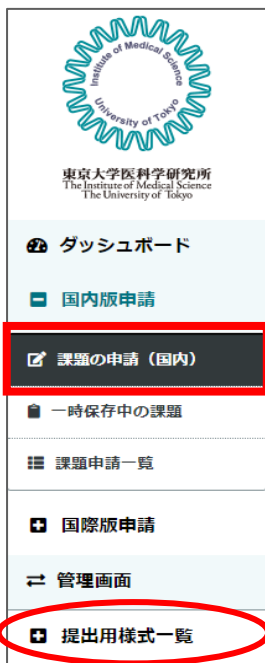 Institute of Medical Science
University of Tokyo
東京大学医科学研究所
The Institute of Medical Science
The University of Tokyo
ダッシュボード
国内版申請
課題の申請（国内）
一時保存中の課題
課題申請一覧
国際版申請
管理画面
提出用様式一覧